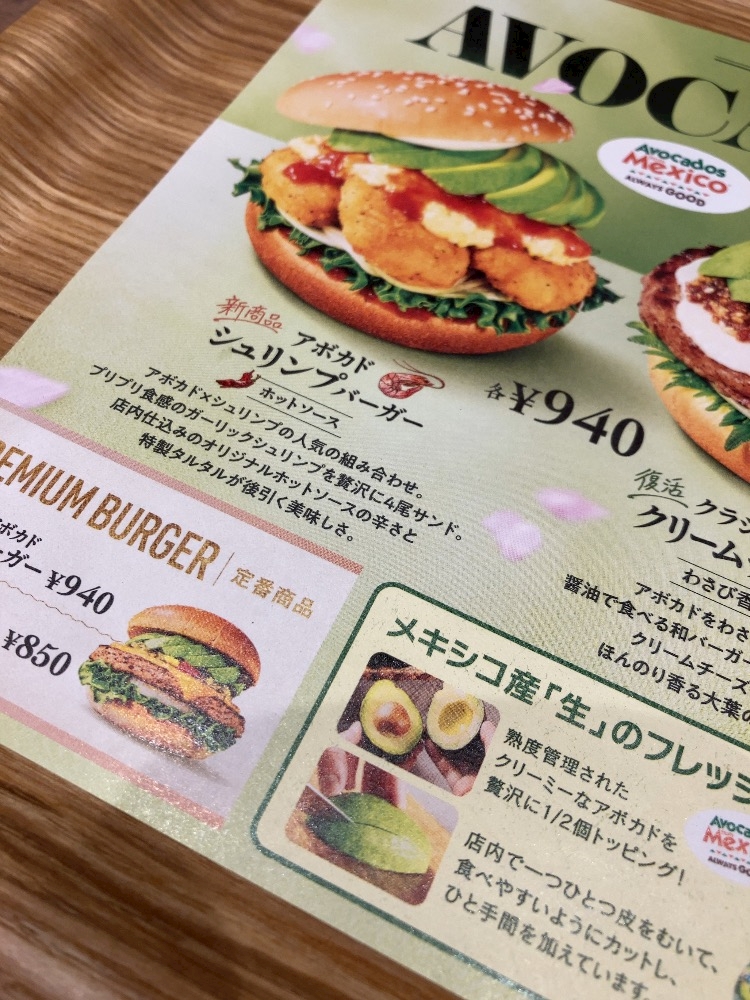 AVOCA
Avocados
Mexico
ALWAYS GOOD
新商品
アボカド
シュリンプバーガー
ホットソース
各¥940
アボカド×シュリンプの人気の組み合わせ。
プリプリ食感のガーリックシュリンプを贅沢に4尾サンド。
店内仕込みのオリジナルホットソースの辛さと
特製タルタルが後引く美味しさ。
復活
クラシ
クリーム
わさび香
アボカドをわさ
醤油で食べる和バーガー
クリームチーズ
ほんのり香る大葉の
EMIUM BURGER
定番商品
ボカド
ガー ¥940
¥850
メキシコ産「生」のフレッシ
熟度管理された
クリーミーなアボカドを
贅沢に1/2個トッピング!
店内で一つひとつ皮をむいて、
食べやすいようにカットし、
ひと手間を加えています
Avoca
Mex
ALWAYS GO